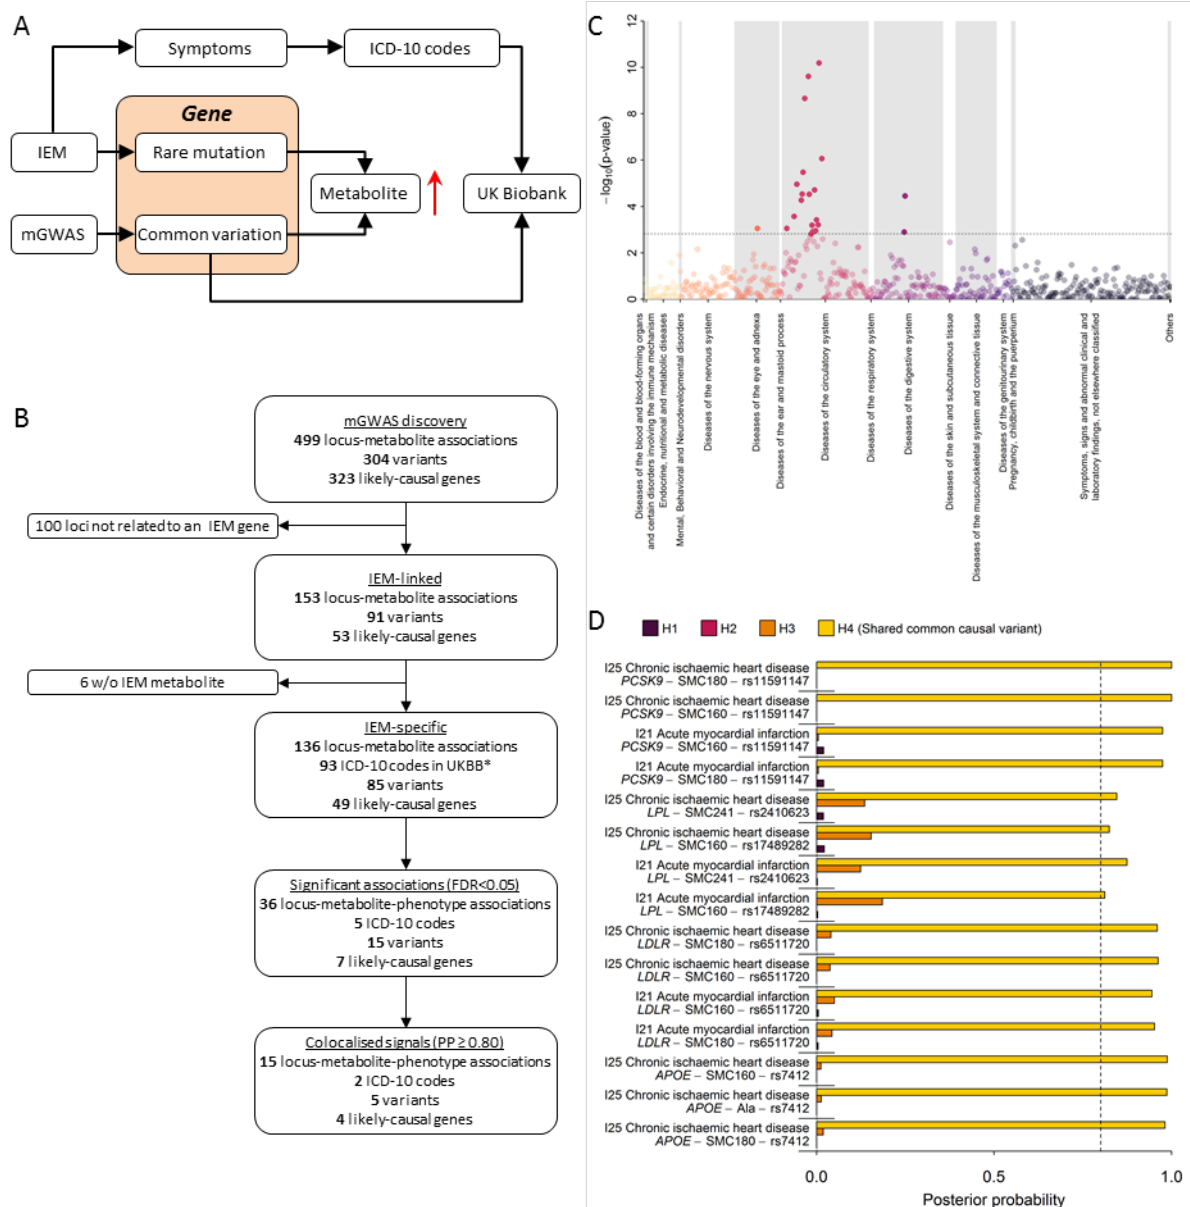 A
Symptoms
ICD-10 codes
Gene
IEM
Rare mutation
Metabolite
UK Biobank
mGWAS
Common variation
B
mGWAS discovery
499 locus-metabolite associations
304 variants
323 likely-causal genes
100 loci not related to an IEM gene
IEM-linked
153 locus-metabolite associations
91 variants
53 likely-causal genes
6 w/o IEM metabolite
IEM-specific
136 locus-metabolite associations
93 ICD-10 codes in UKBB*
85 variants
49 likely-causal genes
Significant associations (FDR<0.05)
36 locus-metabolite-phenotype associations
5 ICD-10 codes
15 variants
7 likely-causal genes
Colocalised signals (PP ≥ 0.80)
15 locus-metabolite-phenotype associations
2 ICD-10 codes
5 variants
4 likely-causal genes
C
−log10(p-value)
12
10
8
6
4
2
0
Diseases of the blood and blood-forming organs
and certain disorders involving the immune mechanism
Endocrine, nutritional and metabolic diseases
Mental, Behavioral and Neurodevelopmental disorders
Diseases of the nervous system
Diseases of the eye and adnexa
Diseases of the ear and mastoid process
Diseases of the circulatory system
Diseases of the respiratory system
Diseases of the digestive system
Diseases of the skin and subcutaneous tissue
Diseases of the musculoskeletal system and connective tissue
Diseases of the genitourinary system
Pregnancy, childbirth and the puerperium
Symptoms, signs and abnormal clinical and
laboratory findings, not elsewhere classified
Others
D
H1
H2
H3
H4 (Shared common causal variant)
I25 Chronic ischaemic heart disease
PCSK9 – SMC180 – rs11591147
I25 Chronic ischaemic heart disease
PCSK9 – SMC160 – rs11591147
I21 Acute myocardial infarction
PCSK9 – SMC160 – rs11591147
I21 Acute myocardial infarction
PCSK9 – SMC180 – rs11591147
I25 Chronic ischaemic heart disease
LPL – SMC241 – rs2410623
I25 Chronic ischaemic heart disease
LPL – SMC160 – rs17489282
I21 Acute myocardial infarction
LPL – SMC241 – rs2410623
I21 Acute myocardial infarction
LPL – SMC160 – rs17489282
I25 Chronic ischaemic heart disease
LDLR – SMC180 – rs6511720
I25 Chronic ischaemic heart disease
LDLR – SMC160 – rs6511720
I21 Acute myocardial infarction
LDLR – SMC160 – rs6511720
I21 Acute myocardial infarction
LDLR – SMC180 – rs6511720
I25 Chronic ischaemic heart disease
APOE – SMC160 – rs7412
I25 Chronic ischaemic heart disease
APOE – Ala – rs7412
I25 Chronic ischaemic heart disease
APOE – SMC180 – rs7412
0.0
0.5
1.0
Posterior probability